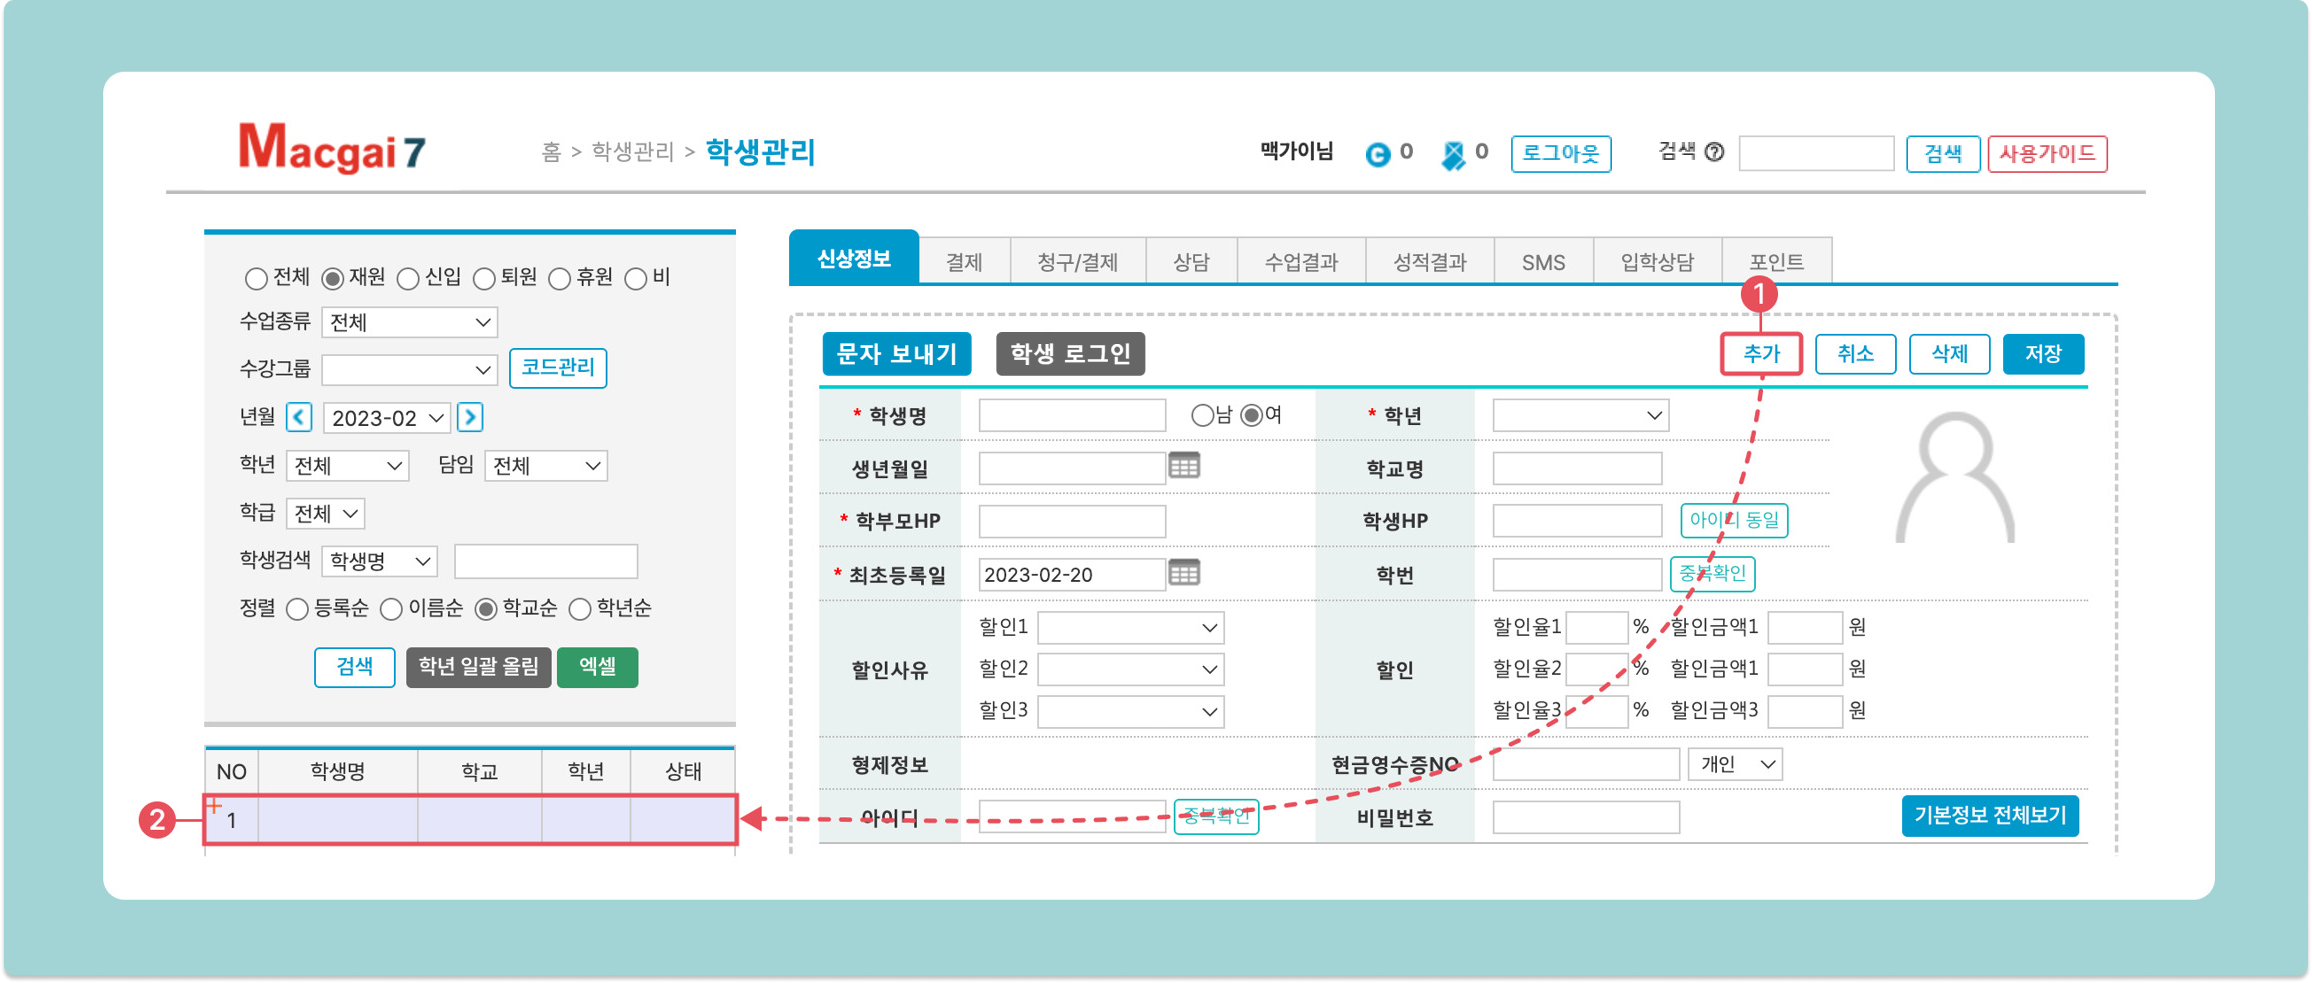 Macgai 7
홈 > 학생관리 > 학생관리
맥가이님 C 0 0 로그아웃 검색 ? 검색 사용가이드
전체 재원 신입 퇴원 휴원 비
수업종류 전체
수강그룹 코드관리
년월 < 2023-02 >
학년 전체 담임 전체
학급 전체
학생검색 학생명
정렬 등록순 이름순 학교순 학년순
검색 학년 일괄 올림 엑셀
NO 학생명 학교 학년 상태
2
1
신상정보 결제 청구/결제 상담 수업결과 성적결과 SMS 입학상담 포인트
1
문자 보내기 학생 로그인 추가 취소 삭제 저장
* 학생명 남 여 * 학년
생년월일 학교명
* 학부모HP 학생HP 아이디 동일
* 최초등록일 2023-02-20 학번 중복확인
할인사유 할인
할인1 할인율1 % 할인금액1 원
할인2 할인율2 % 할인금액1 원
할인3 할인율3 % 할인금액3 원
형제정보 현금영수증NO 개인
아이디 중복확인 비밀번호 기본정보 전체보기